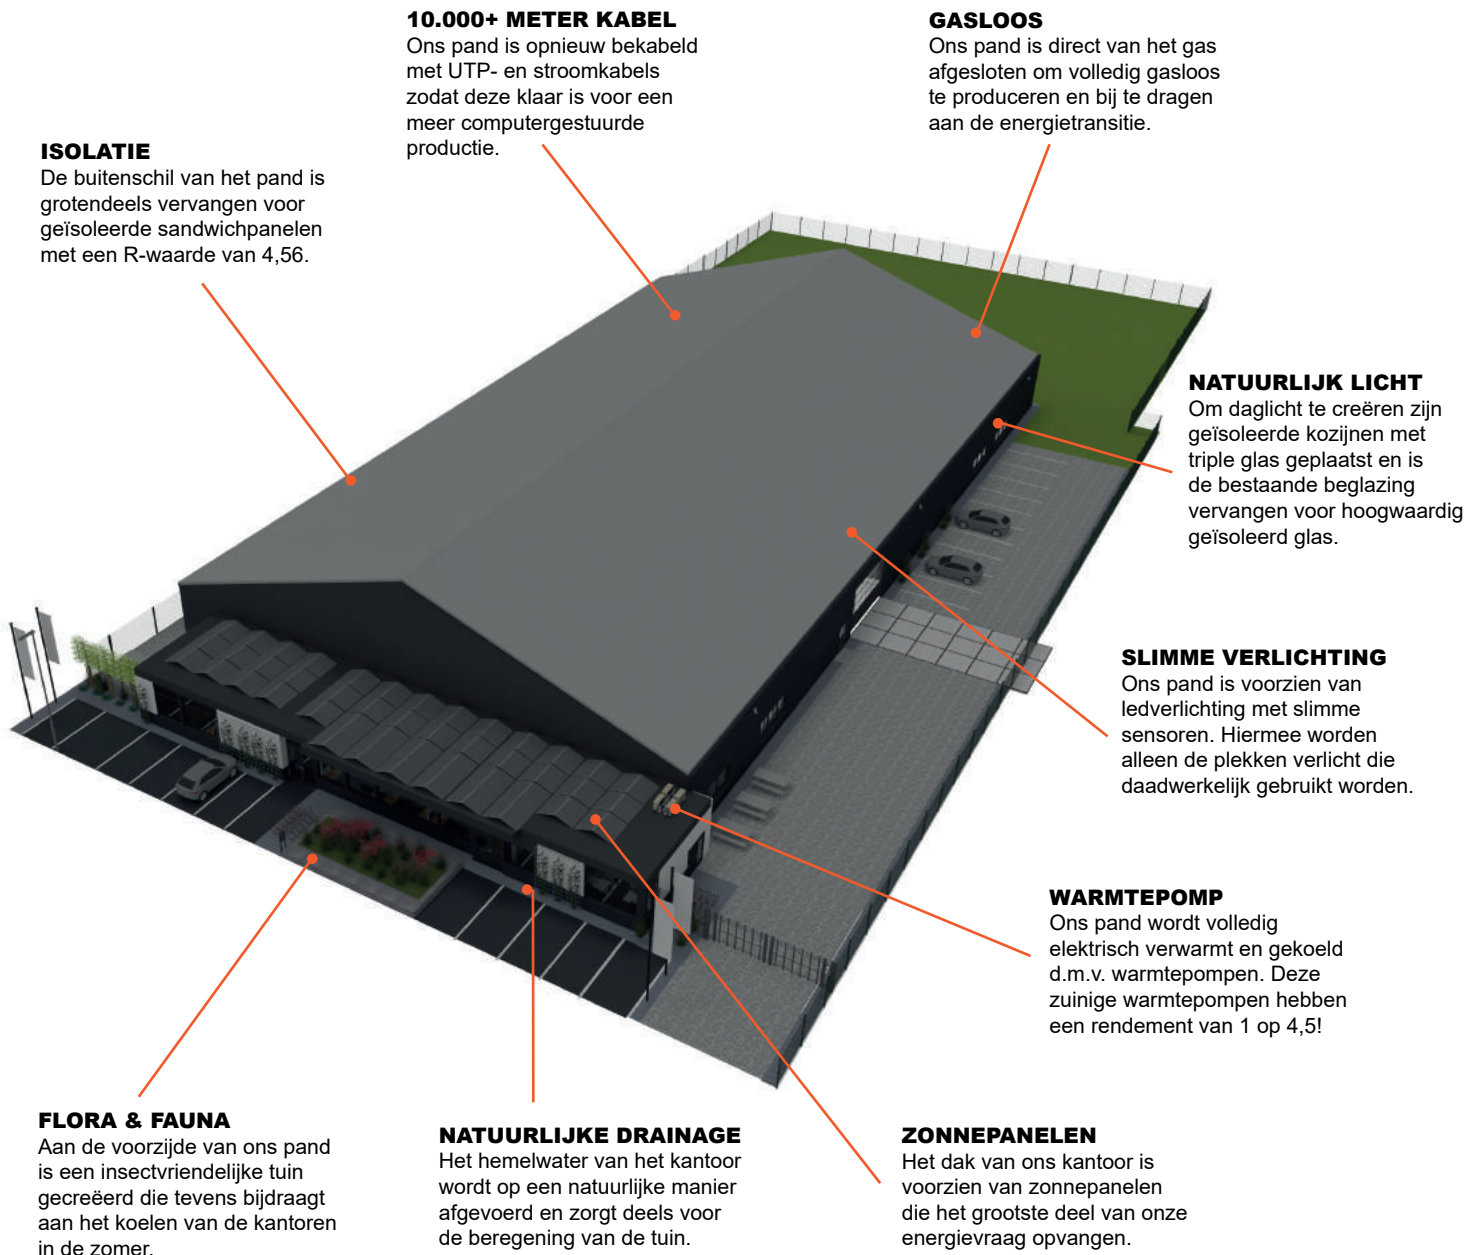 10.000+ METER KABEL
Ons pand is opnieuw bekabeld
met UTP- en stroomkabels
zodat deze klaar is voor een
meer computergestuurde
productie.
GASLOOS
Ons pand is direct van het gas
afgesloten om volledig gasloos
te produceren en bij te dragen
aan de energietransitie.
ISOLATIE
De buitenschil van het pand is
grotendeels vervangen voor
geïsoleerde sandwichpanelen
met een R-waarde van 4,56.
NATUURLIJK LICHT
Om daglicht te creëren zijn
geïsoleerde kozijnen met
triple glas geplaatst en is
de bestaande beglazing
vervangen voor hoogwaardig
geïsoleerd glas.
SLIMME VERLICHTING
Ons pand is voorzien van
ledverlichting met slimme
sensoren. Hiermee worden
alleen de plekken verlicht die
daadwerkelijk gebruikt worden.
WARMTEPOMP
Ons pand wordt volledig
elektrisch verwarmt en gekoeld
d.m.v. warmtepompen. Deze
zuinige warmtepompen hebben
een rendement van 1 op 4,5!
FLORA & FAUNA
Aan de voorzijde van ons pand
is een insectvriendelijke tuin
gecreëerd die tevens bijdraagt
aan het koelen van de kantoren
in de zomer.
NATUURLIJKE DRAINAGE
Het hemelwater van het kantoor
wordt op een natuurlijke manier
afgevoerd en zorgt deels voor
de beregening van de tuin.
ZONNEPANELEN
Het dak van ons kantoor is
voorzien van zonnepanelen
die het grootste deel van onze
energievraag opvangen.